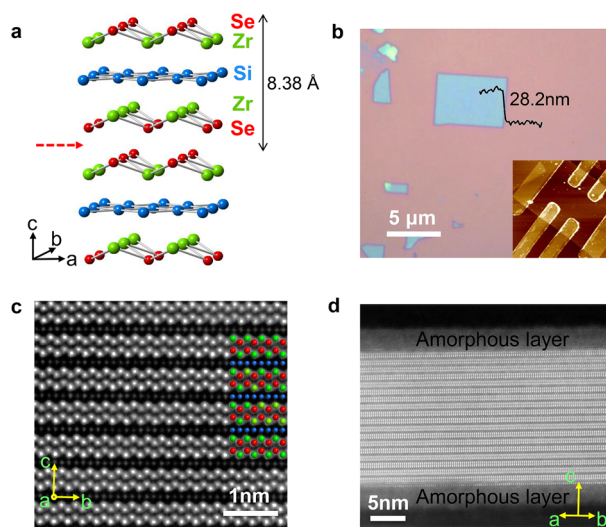 a
Se
Zr
Si
8.38 Å
Zr
Se
c
b
a
b
28.2nm
5 μm
c
c
a
b
1nm
d
Amorphous layer
Amorphous layer
c
a
b
5nm